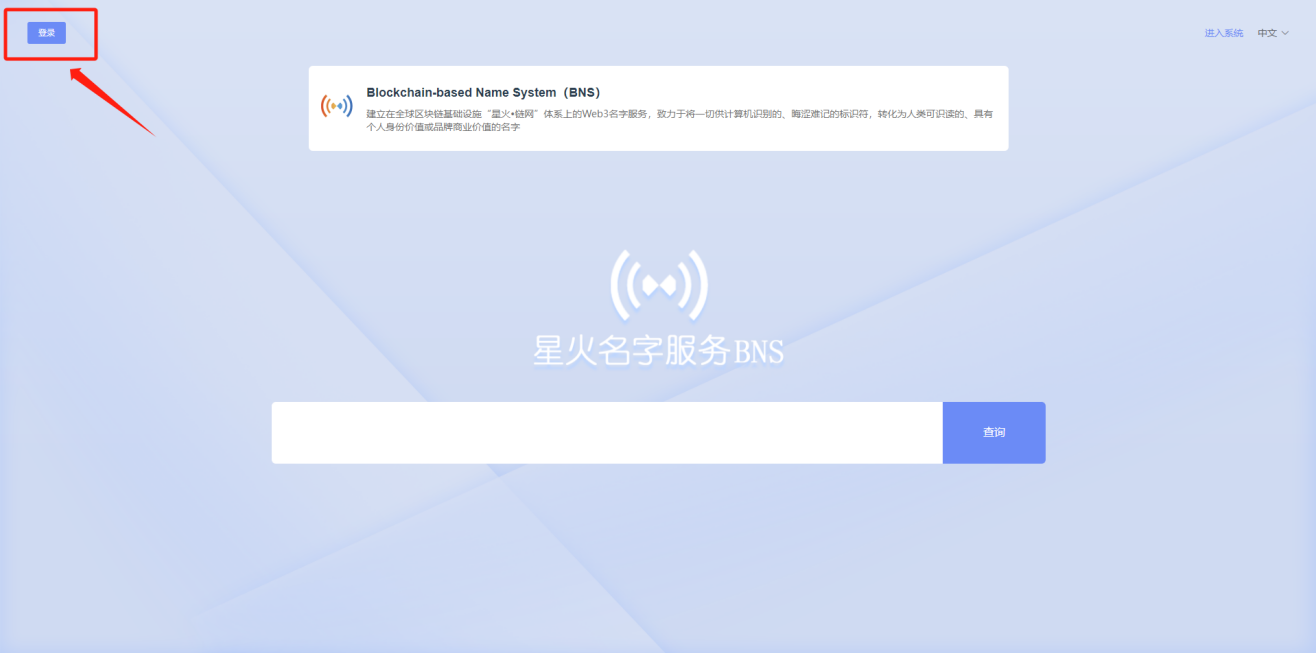 登录
进入系统 中文
Blockchain-based Name System（BNS）
建立在全球区块链基础设施“星火•链网”体系上的Web3名字服务，致力于将一切供计算机识别的、晦涩难记的标识符，转化为人类可识读的、具有
个人身份价值或品牌商业价值的名字
星火名字服务BNS
查询